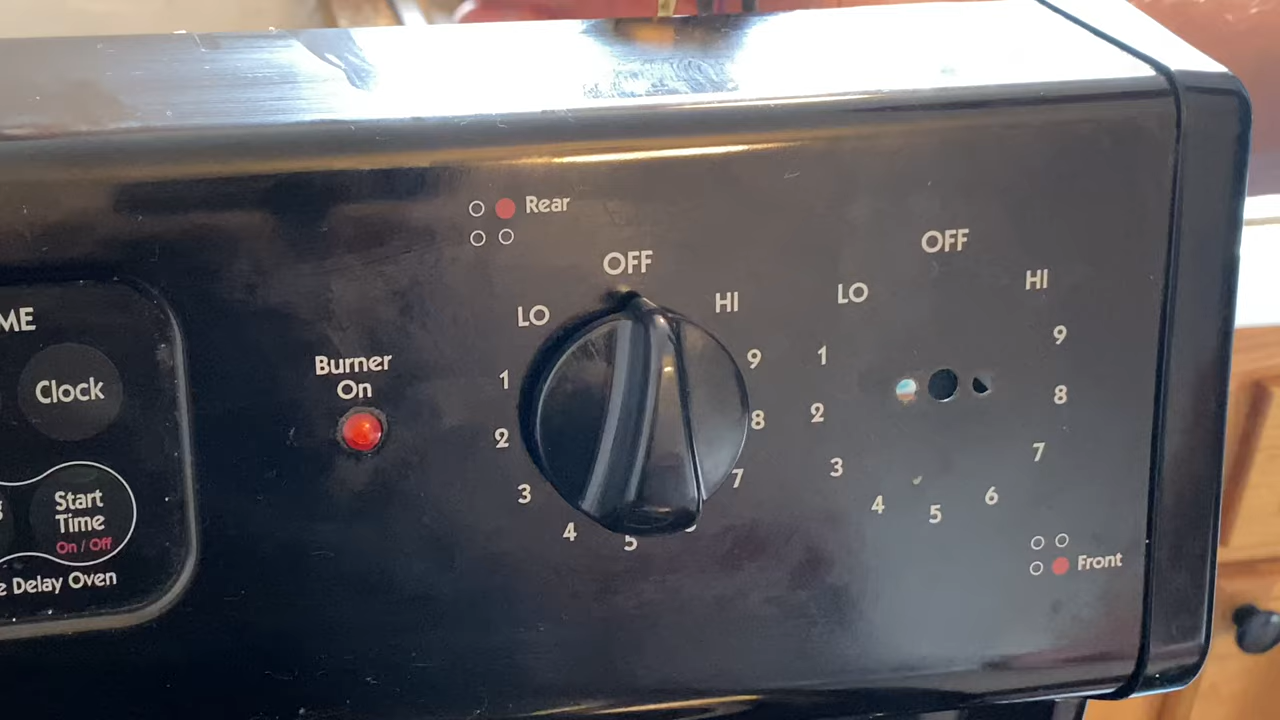 ME
Clock
Start
Time
On / Off
e Delay Oven
Burner
On
Rear
OFF
LO
HI
1
2
3
4
5
7
8
9
OFF
LO
HI
1
2
3
4
5
6
7
8
9
Front